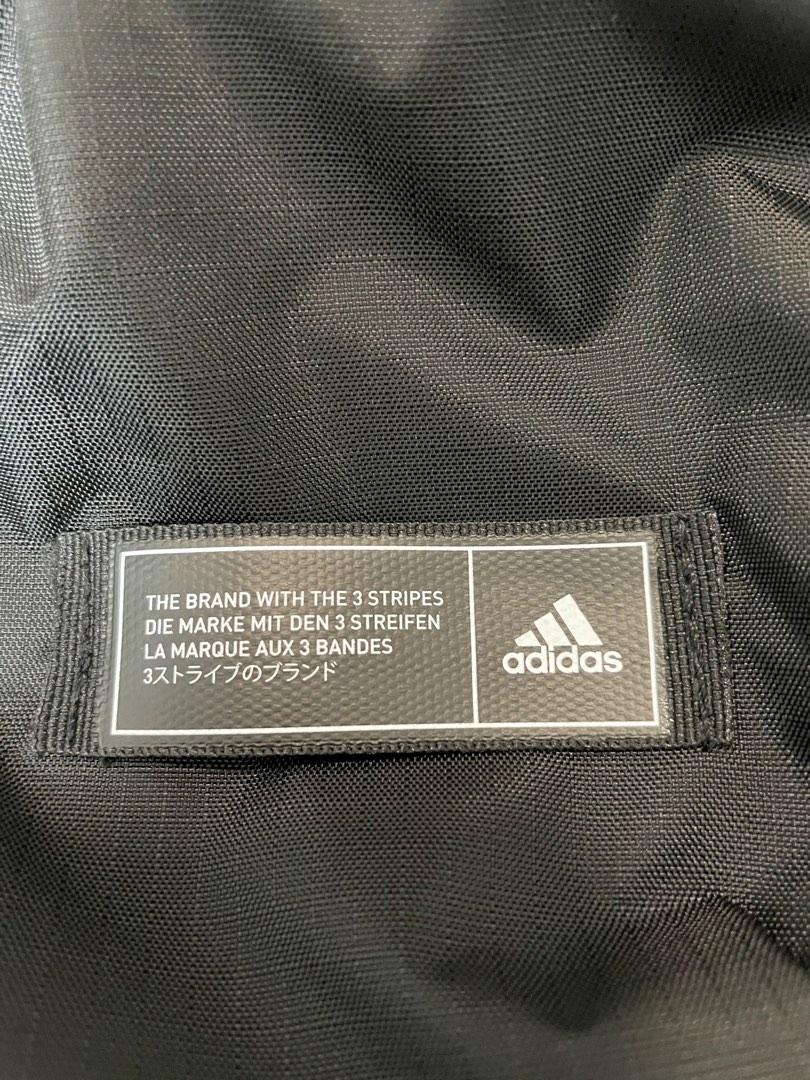 THE BRAND WITH THE 3 STRIPES
DIE MARKE MIT DEN 3 STREIFEN
LA MARQUE AUX 3 BANDES
3ストライプのブランド
adidas